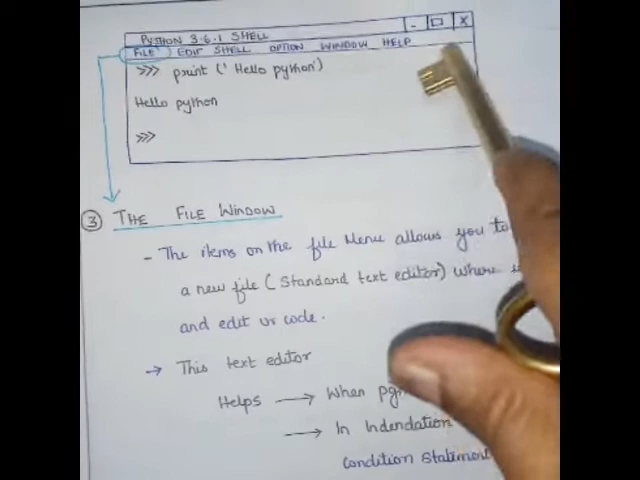 PYTHON 3.6.1 SHELL
- X
FILE EDIT SHELL OPTION WINDOW HELP
>>> print (' Hello python')
Hello python
>>>
3 THE FILE WINDOW
- The items on the file Menu allows you to
a new file ( Standard text editor) where
and edit ur code.
→ This text editor
Helps → When
→ In Indendation
condition statement